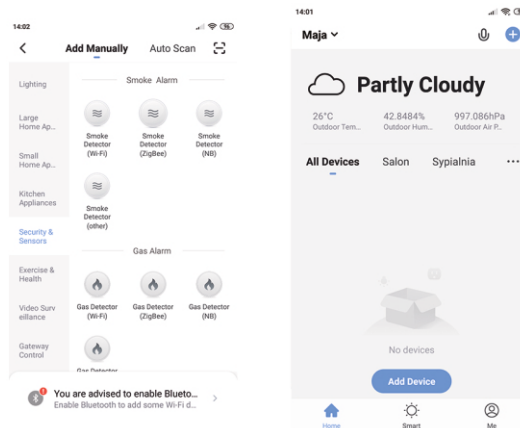 14:02
Add Manually
Auto Scan
Lighting
Large
Home Ap...
Small
Home Ap...
Kitchen
Appliances
Security &
Sensors
Exercise &
Health
Video Surv
eillance
Gateway
Control
Smoke Alarm
Smoke
Detector
(Wi-Fi)
Smoke
Detector
(ZigBee)
Smoke
Detector
(NB)
Smoke
Detector
(other)
Gas Alarm
Gas Detector
(Wi-Fi)
Gas Detector
(ZigBee)
Gas Detector
(NB)
Gas Detector
You are advised to enable Blueto...
Enable Bluetooth to add some Wi-Fi d...
14:01
Maja
Partly Cloudy
26°C
Outdoor Tem...
42.8484%
Outdoor Hum...
997.086hPa
Outdoor Air P...
All Devices
Salon
Sypialnia
...
No devices
Add Device
Home
Smart
Me